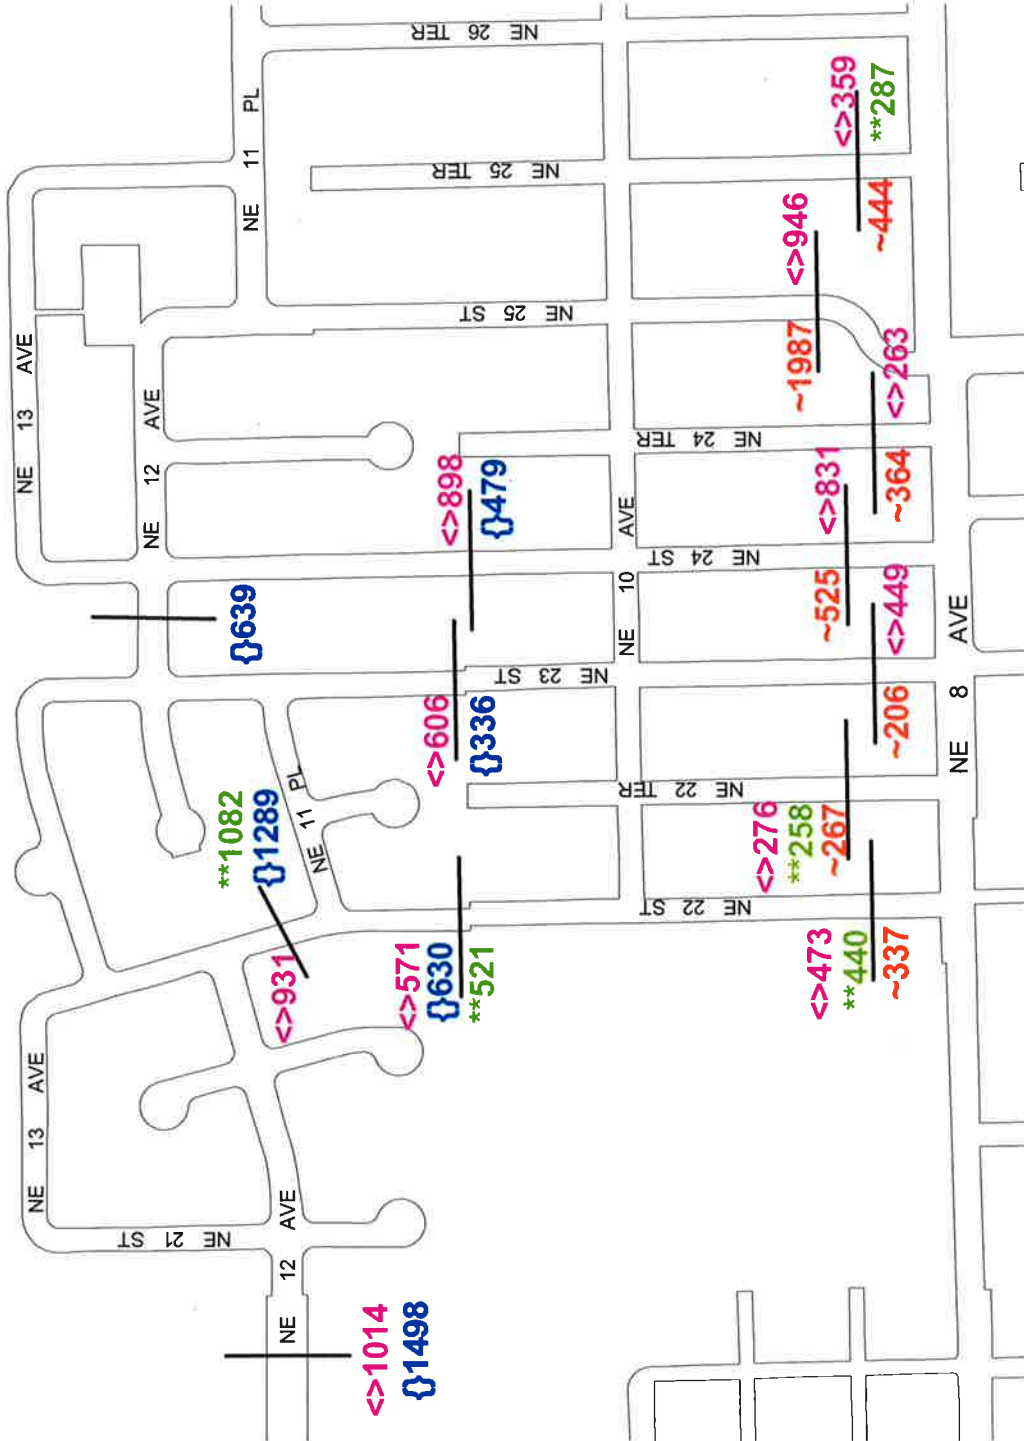 NE 26 TER
NE 11 PL
<>359
**287
NE 25 TER
~444
<>946
NE 25 ST
~1987
NE 13 AVE
<>263
NE 12 AVE
NE 24 TER
<>831
~364
<>898
{}479
NE 10 AVE
NE 24 ST
~525
<>449
{}639
NE 8 AVE
NE 23 ST
~206
<>606
{}336
NE 22 TER
NE 11 PL
**1082
{}1289
<>276
**258
~267
NE 22 ST
<>931
<>571
{}630
**521
<>473
**440
~337
NE 13 AVE
NE 21 ST
NE 12 AVE
<>1014
{}1498